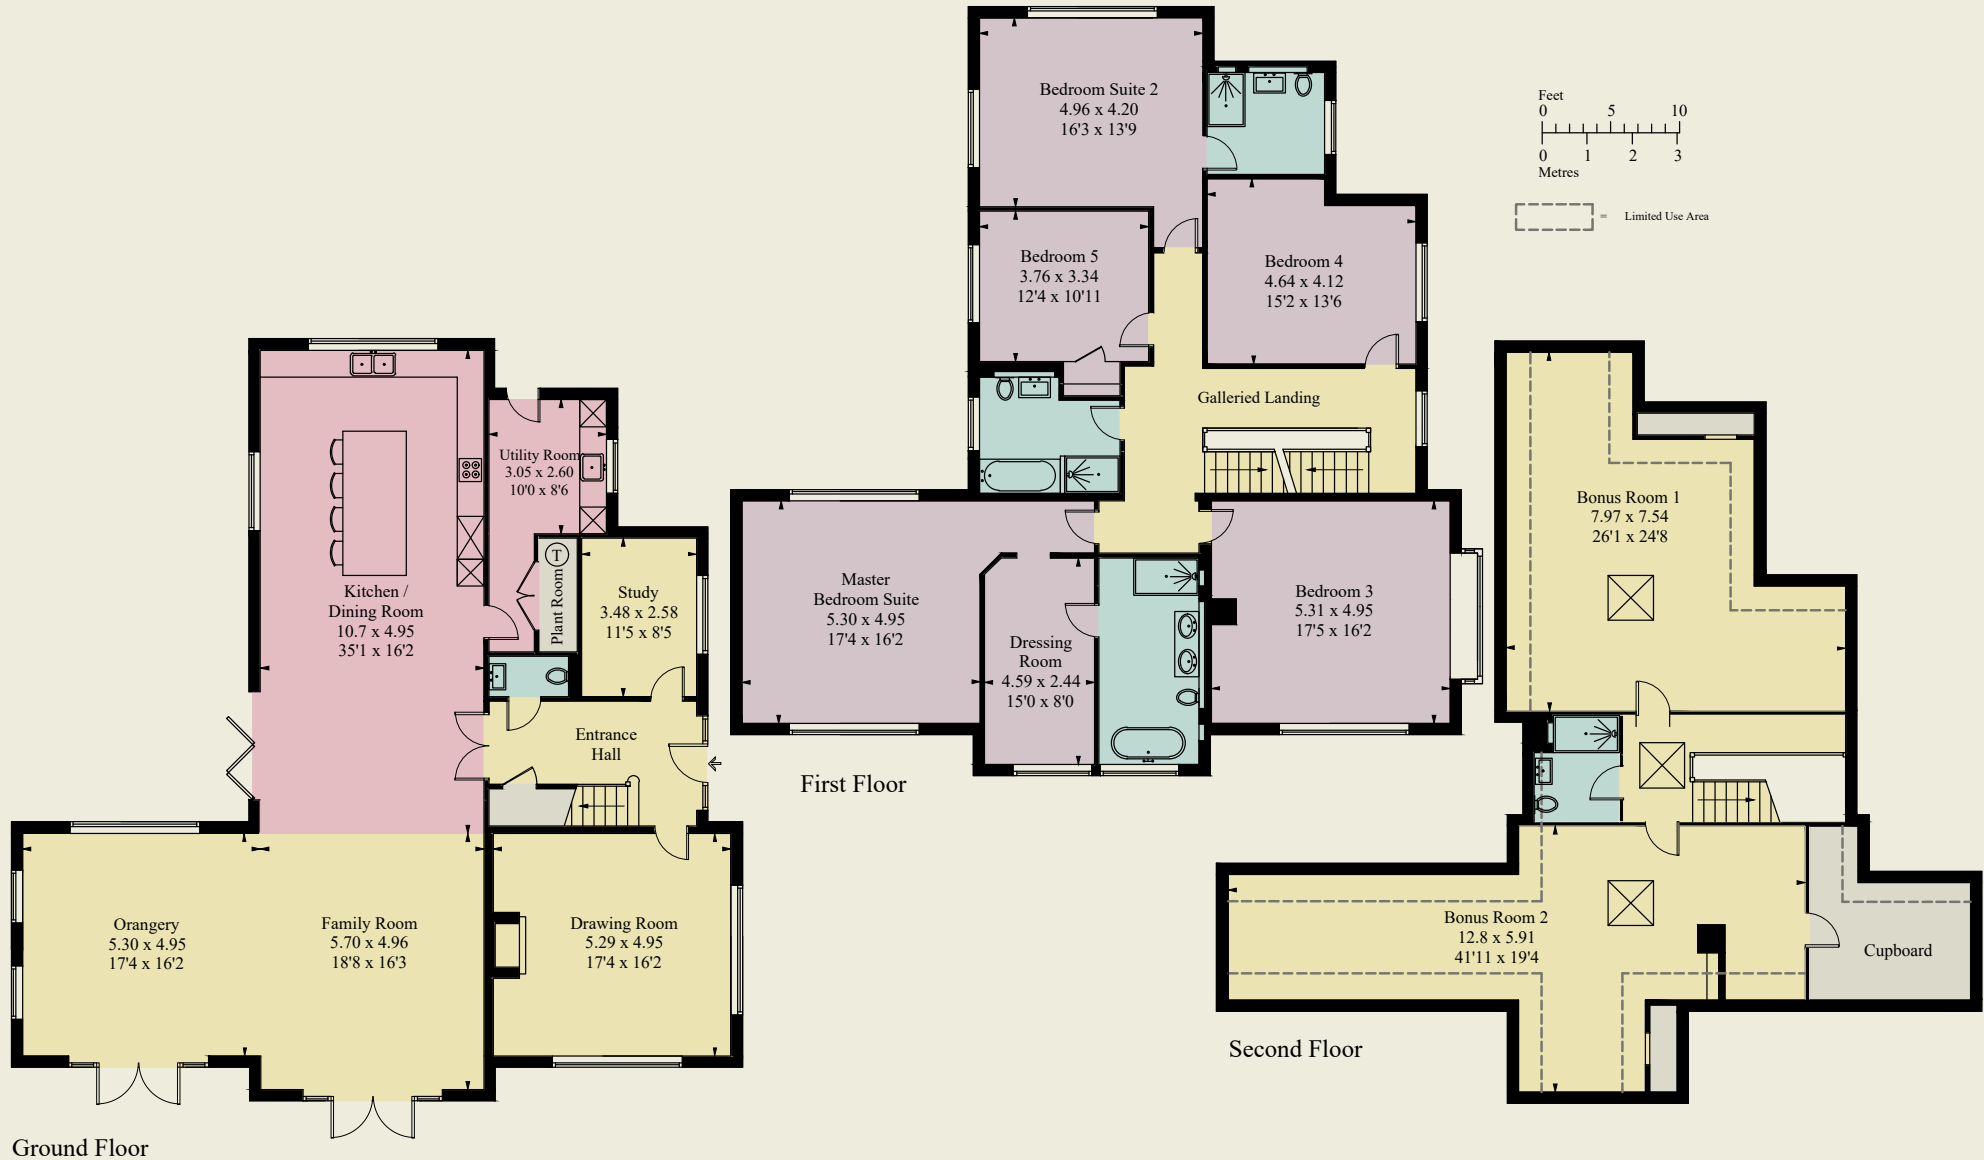 Bedroom Suite 2
4.96 x 4.20
16'3 x 13'9
Feet
0 5 10
0 1 2 3
Metres
= Limited Use Area
Bedroom 5
3.76 x 3.34
12'4 x 10'11
Bedroom 4
4.64 x 4.12
15'2 x 13'6
Galleried Landing
Master
Bedroom Suite
5.30 x 4.95
17'4 x 16'2
Dressing
Room
4.59 x 2.44
15'0 x 8'0
Bedroom 3
5.31 x 4.95
17'5 x 16'2
First Floor
Utility Room
3.05 x 2.60
10'0 x 8'6
T
Plant Room
Study
3.48 x 2.58
11'5 x 8'5
Kitchen /
Dining Room
10.7 x 4.95
35'1 x 16'2
Entrance
Hall
Orangery
5.30 x 4.95
17'4 x 16'2
Family Room
5.70 x 4.96
18'8 x 16'3
Drawing Room
5.29 x 4.95
17'4 x 16'2
Ground Floor
Bonus Room 1
7.97 x 7.54
26'1 x 24'8
Bonus Room 2
12.8 x 5.91
41'11 x 19'4
Cupboard
Second Floor